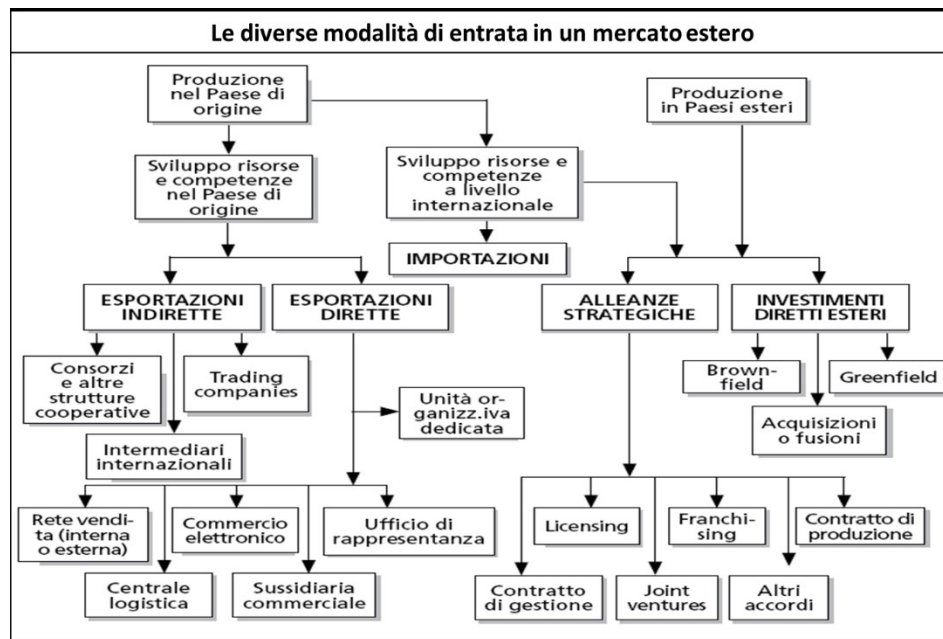 Le diverse modalità di entrata in un mercato estero
Produzione
nel Paese di
origine
Produzione
in Paesi esteri
Sviluppo risorse
e competenze
nel Paese di
origine
Sviluppo risorse e
competenze
a livello
internazionale
IMPORTAZIONI
ESPORTAZIONI
INDIRETTE
ESPORTAZIONI
DIRETTE
ALLEANZE
STRATEGICHE
INVESTIMENTI
DIRETTI ESTERI
Consorzi
e altre
strutture
cooperative
Trading
companies
Intermediari
internazionali
Unità or-
ganizz.iva
dedicata
Brown-
field
Greenfield
Acquisizioni
o fusioni
Rete vendi-
ta (interna
o esterna)
Commercio
elettronico
Ufficio di
rappresentanza
Centrale
logistica
Sussidiaria
commerciale
Licensing
Franchi-
sing
Contratto di
produzione
Contratto
di gestione
Joint
ventures
Altri
accordi